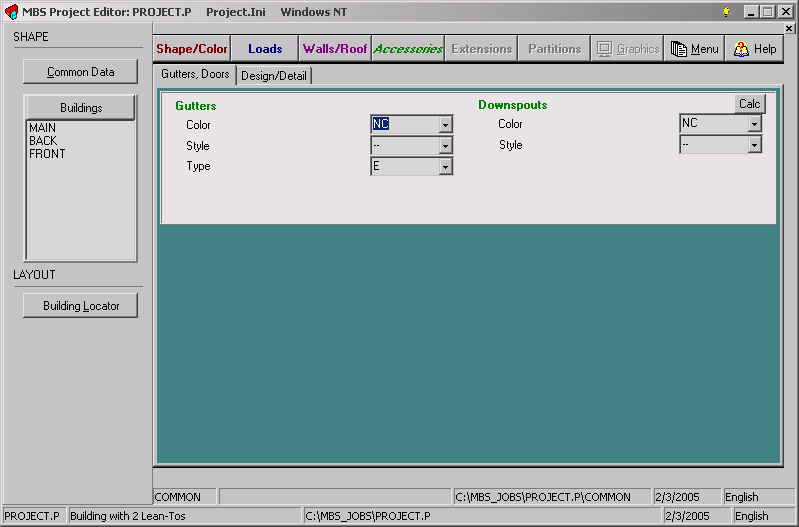 MBS Project Editor: PROJECT.P Project.Ini Windows NT
SHAPE
Common Data
Buildings
MAIN
BACK
FRONT
LAYOUT
Building Locator
Shape/Color Loads Walls/Roof Accessories Extensions Partitions Graphics Menu Help
Gutters, Doors Design/Detail
Gutters Downspouts Calc
Color NC Color NC
Style -- Style --
Type E
COMMON C:\MBS_JOBS\PROJECT.P\COMMON 2/3/2005 English
PROJECT.P Building with 2 Lean-Tos C:\MBS_JOBS\PROJECT.P 2/3/2005 English